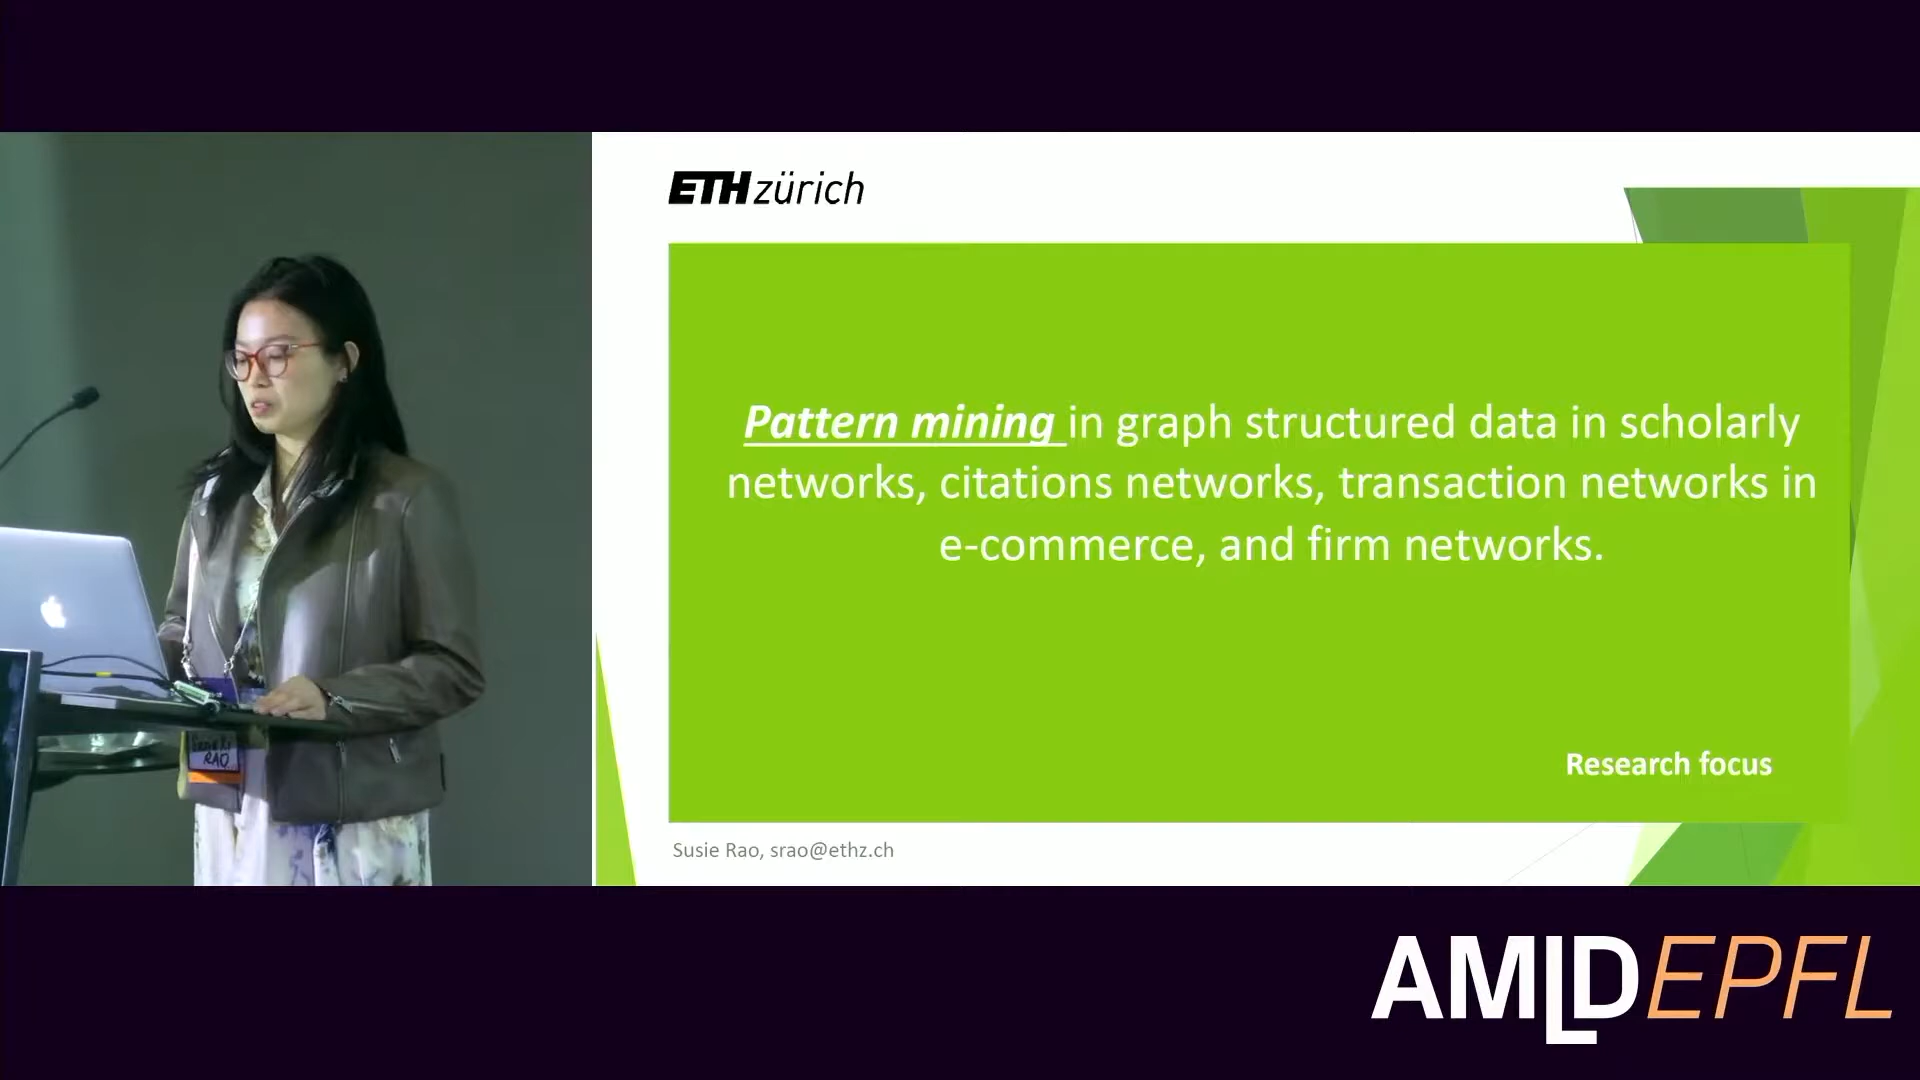 ETH zürich
Pattern mining in graph structured data in scholarly
networks, citations networks, transaction networks in
e-commerce, and firm networks.
Research focus
Susie Rao, srao@ethz.ch
RAO
AMLD EPFL